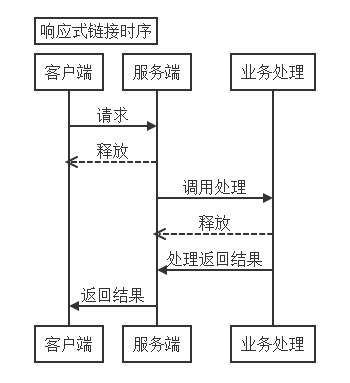 响应式链接时序
客户端 服务端 业务处理
请求
释放
调用处理
释放
处理返回结果
返回结果
客户端 服务端 业务处理